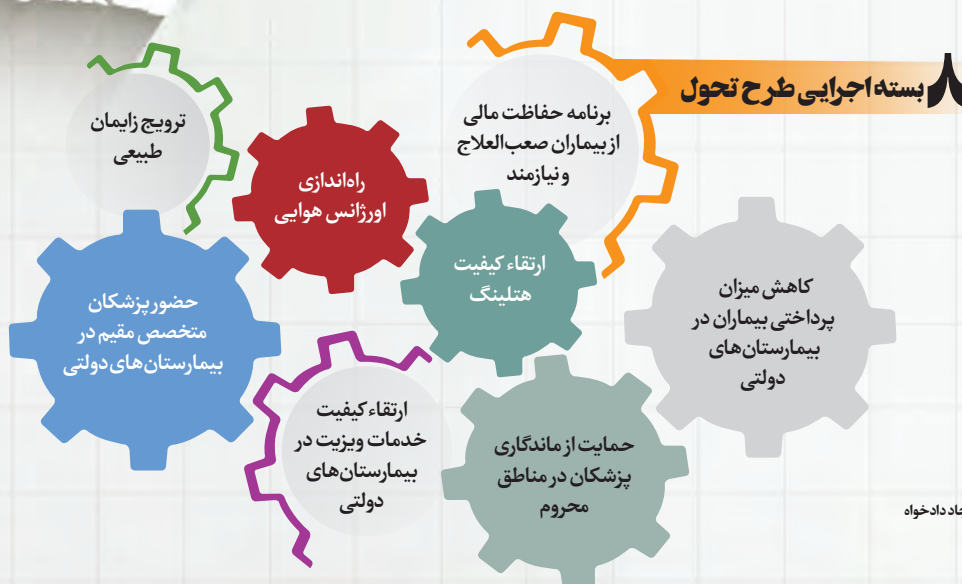 ۸ بسته اجرایی طرح تحول
برنامه حفاظت مالی
از بیماران صعب‌العلاج
و نیازمند
ترویج زایمان
طبیعی
راه‌اندازی
اورژانس هوایی
ارتقاء کیفیت
هتلینگ
کاهش میزان
پرداختی بیماران در
بیمارستان‌های
دولتی
حضور پزشکان
متخصص مقیم در
بیمارستان‌های دولتی
ارتقاء کیفیت
خدمات ویزیت در
بیمارستان‌های
دولتی
حمایت از ماندگاری
پزشکان در مناطق
محروم
دادخواه